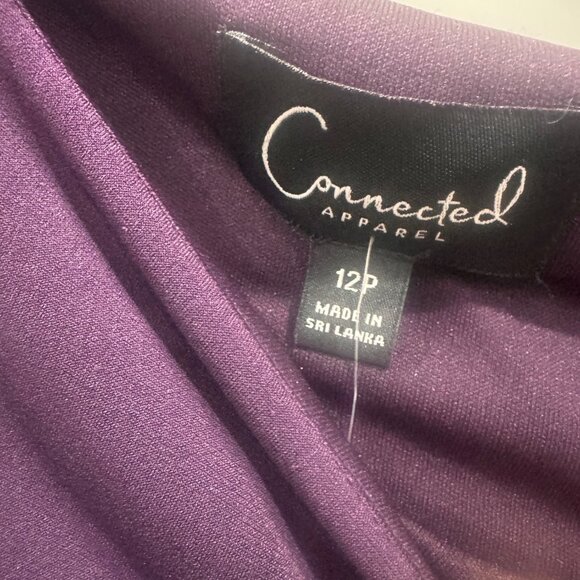 Connected
APPAREL
12P
MADE IN
SRI LANKA